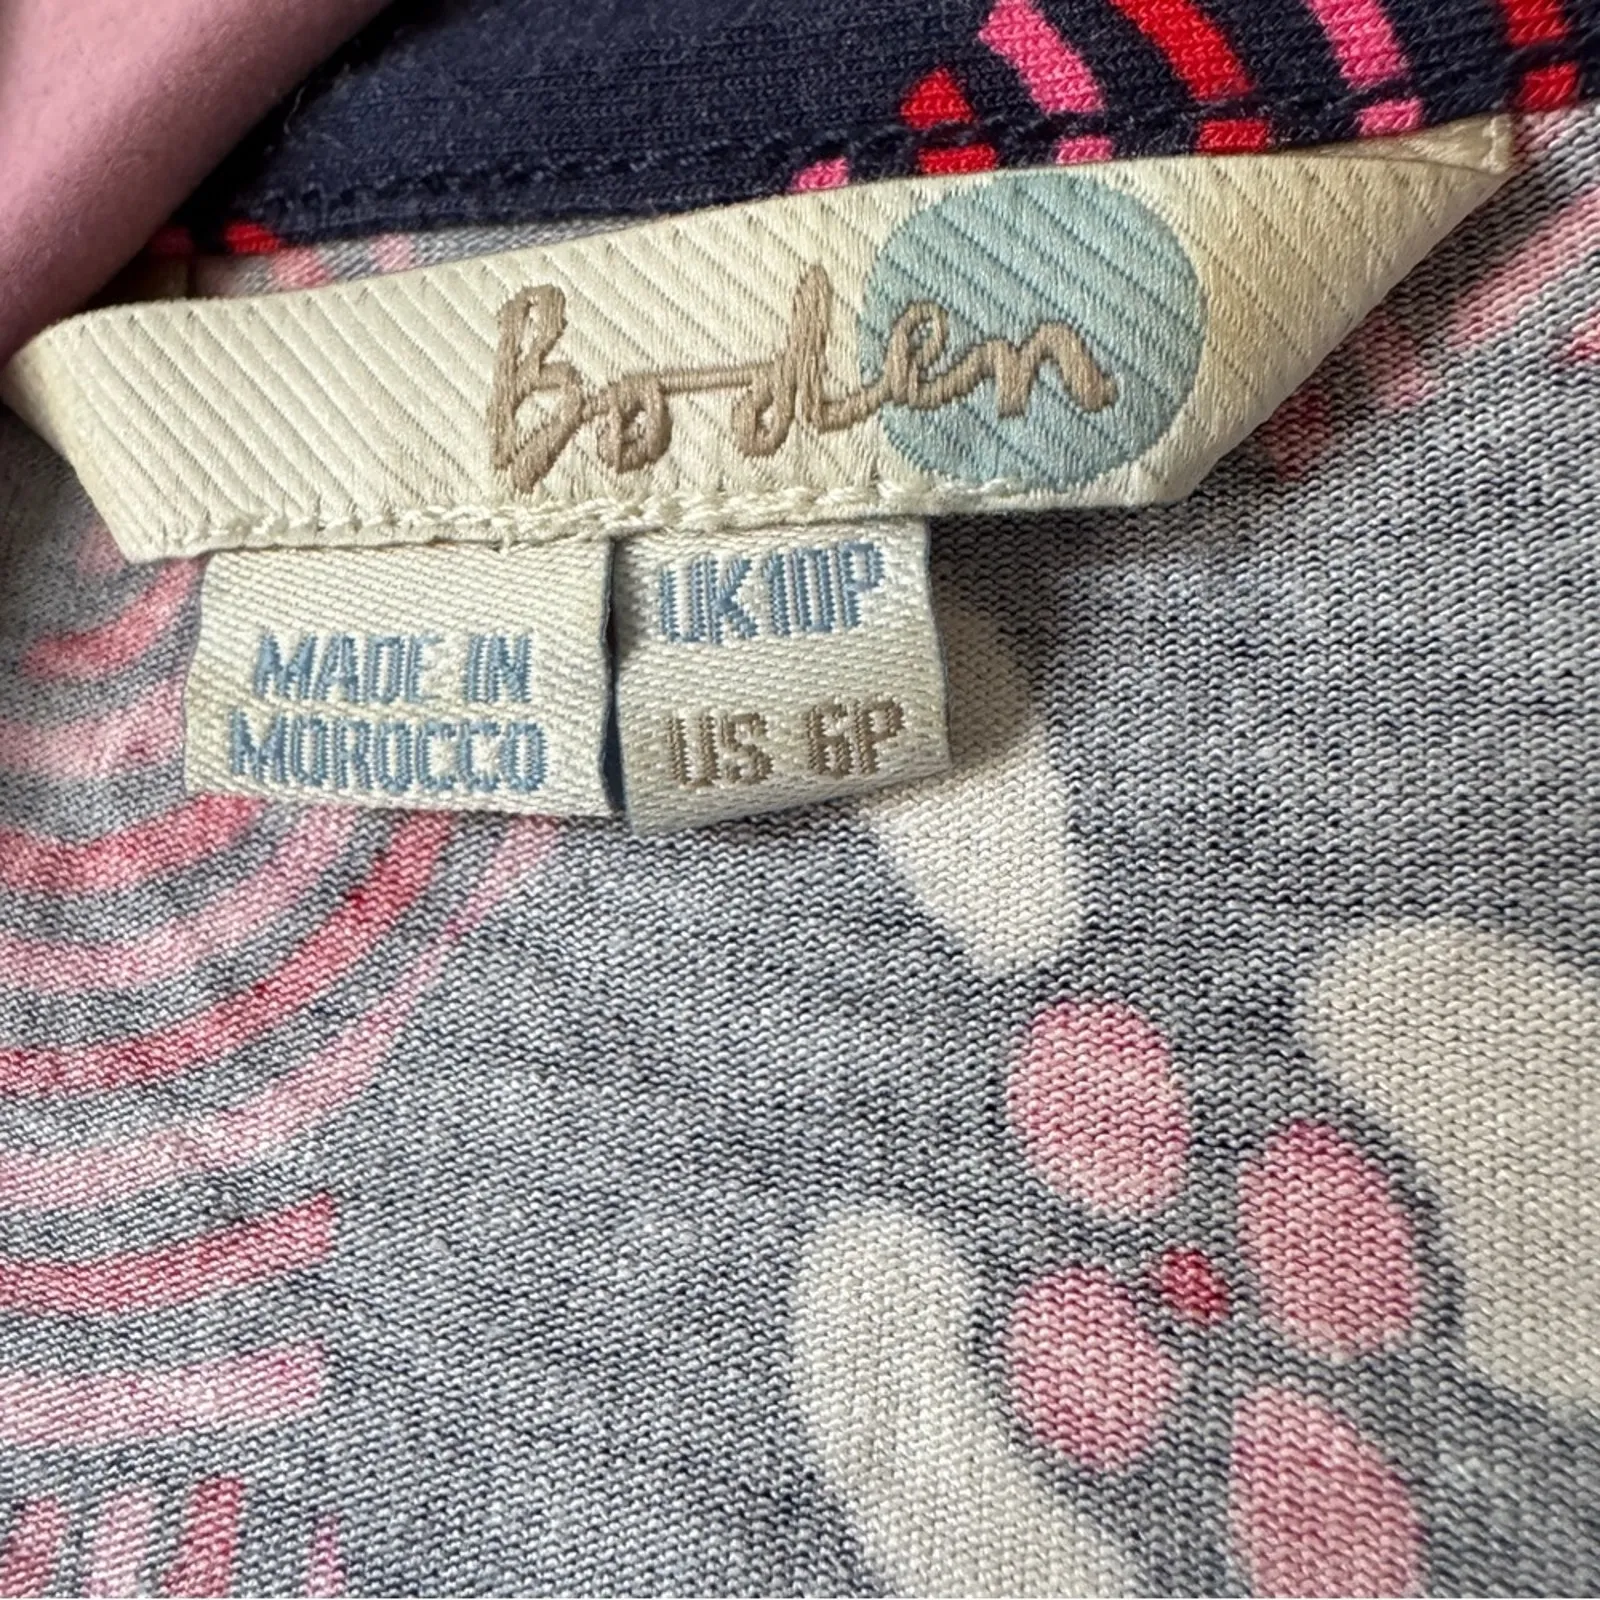 Boden
MADE IN
MOROCCO
UK10P
US 6P